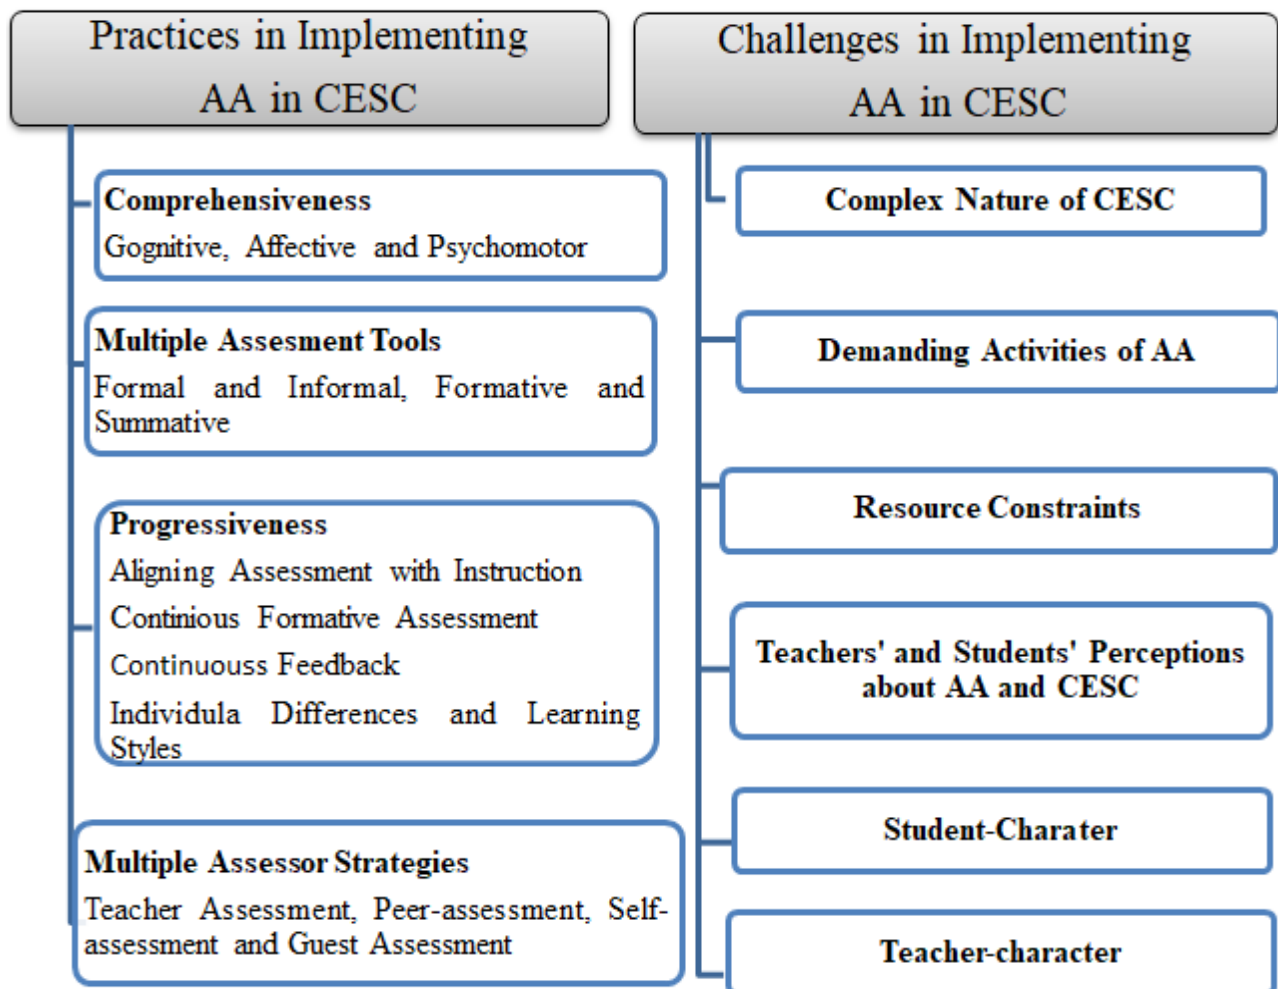 Practices in Implementing
AA in CESC
Comprehensiveness
Gognitive, Affective and Psychomotor
Multiple Assesment Tools
Formal and Informal, Formative and
Summative
Progressiveness
Aligning Assessment with Instruction
Continious Formative Assessment
Continuouss Feedback
Individula Differences and Learning
Styles
Multiple Assessor Strategies
Teacher Assessment, Peer-assessment, Self-
assessment and Guest Assessment
Challenges in Implementing
AA in CESC
Complex Nature of CESC
Demanding Activities of AA
Resource Constraints
Teachers' and Students' Perceptions
about AA and CESC
Student-Charater
Teacher-character